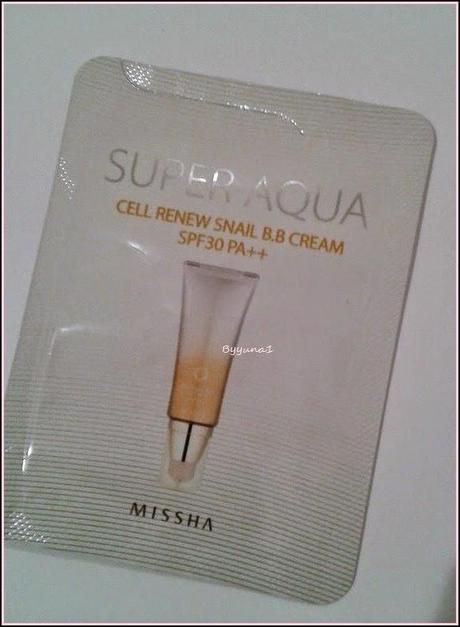 SUPER AQUA
CELL RENEW SNAIL B.B CREAM
SPF30 PA++
Byyuna1
MISSHA